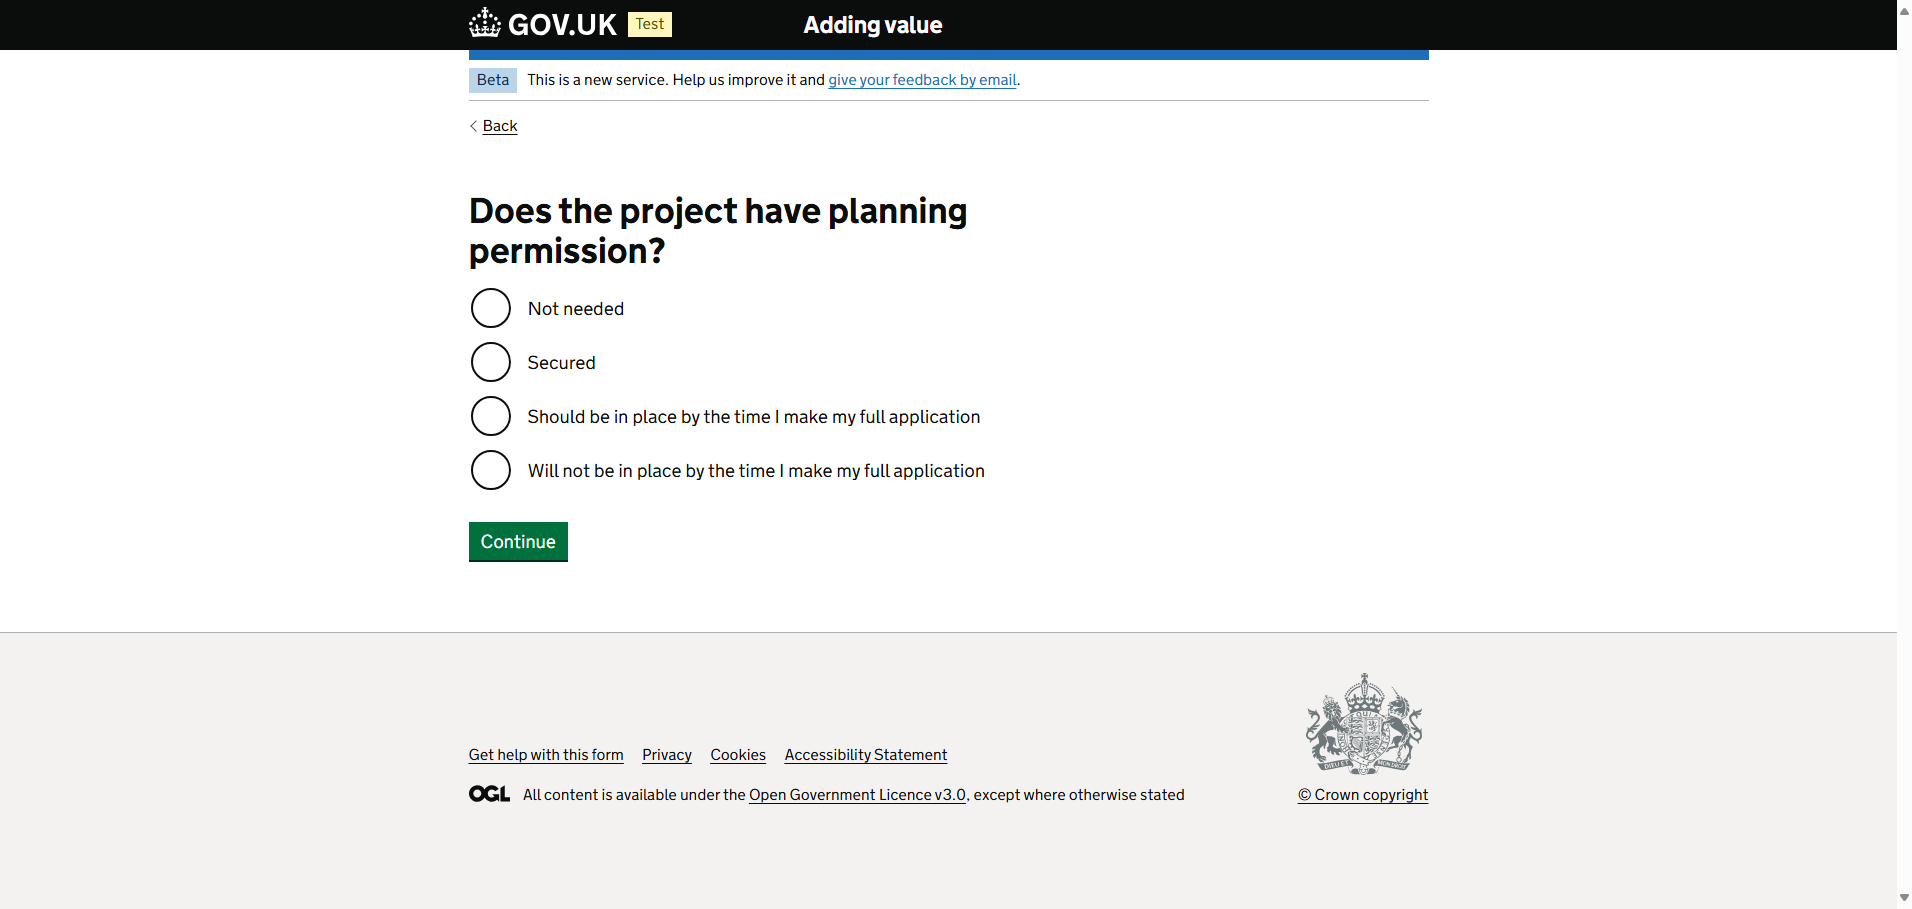 GOV.UK Test Adding value
Beta This is a new service. Help us improve it and give your feedback by email.
Back
Does the project have planning
permission?
Not needed
Secured
Should be in place by the time I make my full application
Will not be in place by the time I make my full application
Continue
Get help with this form Privacy Cookies Accessibility Statement
OGL All content is available under the Open Government Licence v3.0, except where otherwise stated
© Crown copyright